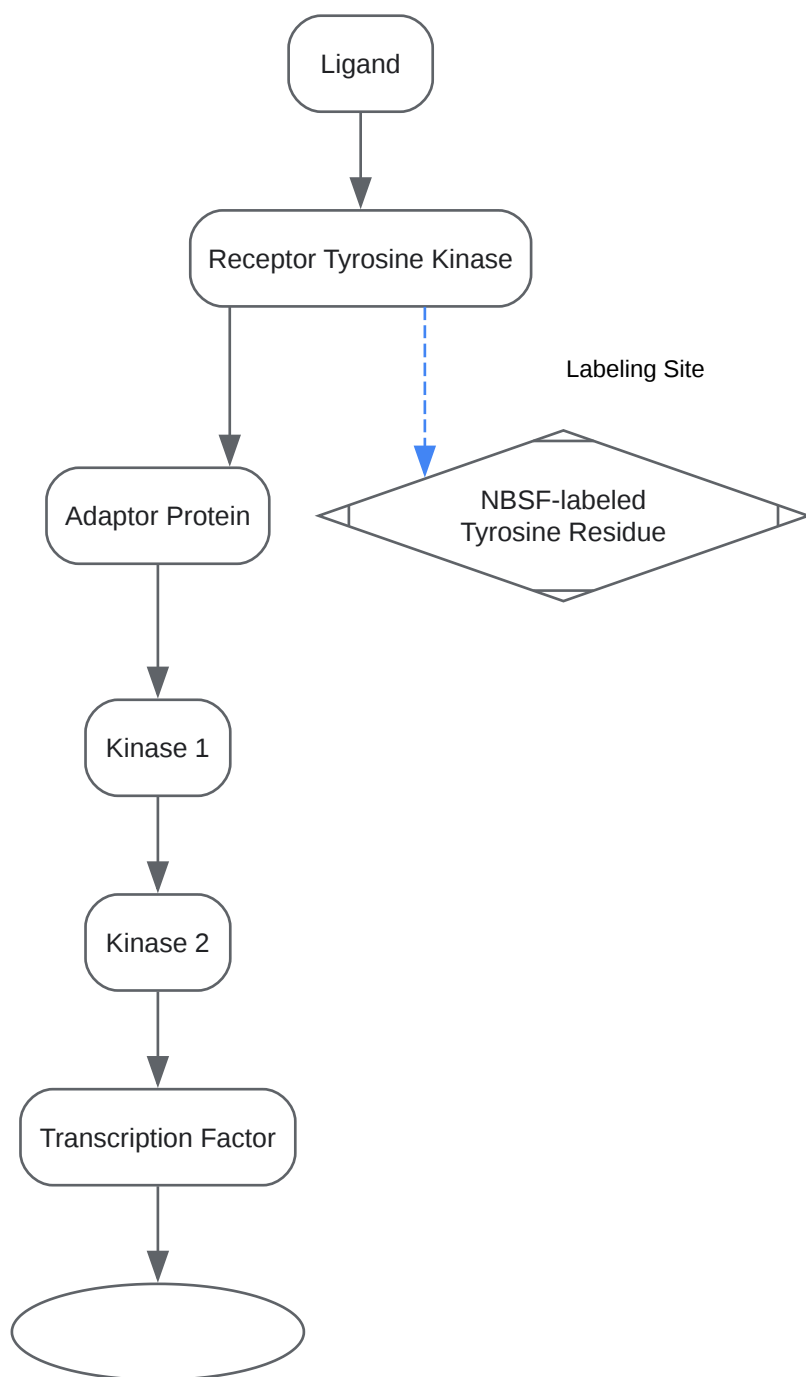 Ligand
Receptor Tyrosine Kinase
Labeling Site
Adaptor Protein
NBSF-labeled
Tyrosine Residue
Kinase 1
Kinase 2
Transcription Factor